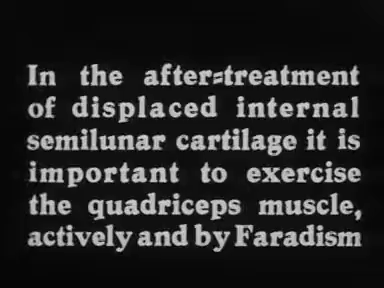 In the after=treatment
of displaced internal
semilunar cartilage it is
important to exercise
the quadriceps muscle,
actively and by Faradism